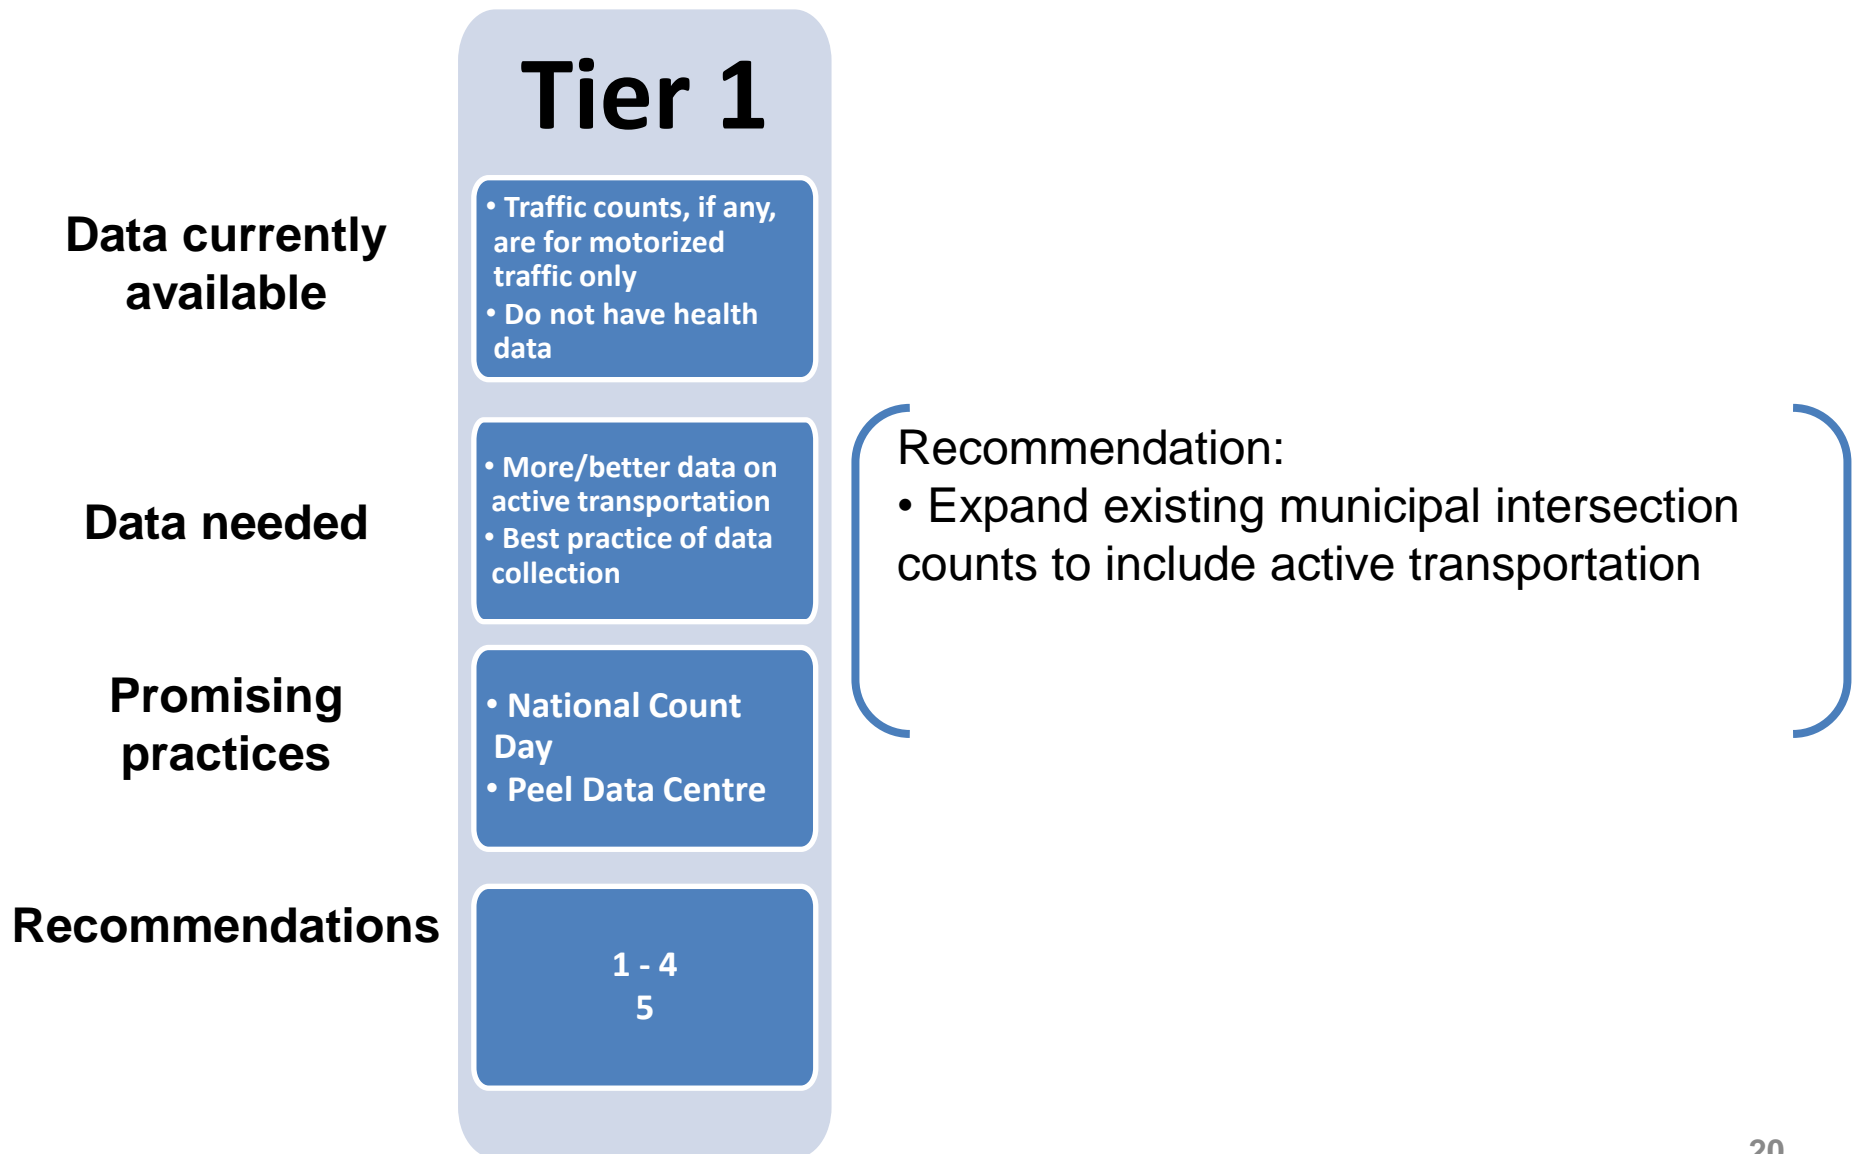 Tier 1
Data currently
available
• Traffic counts, if any,
are for motorized
traffic only
• Do not have health
data
Data needed
• More/better data on
active transportation
• Best practice of data
collection
Recommendation:
• Expand existing municipal intersection
counts to include active transportation
Promising
practices
• National Count
Day
• Peel Data Centre
Recommendations
1 - 4
5
20